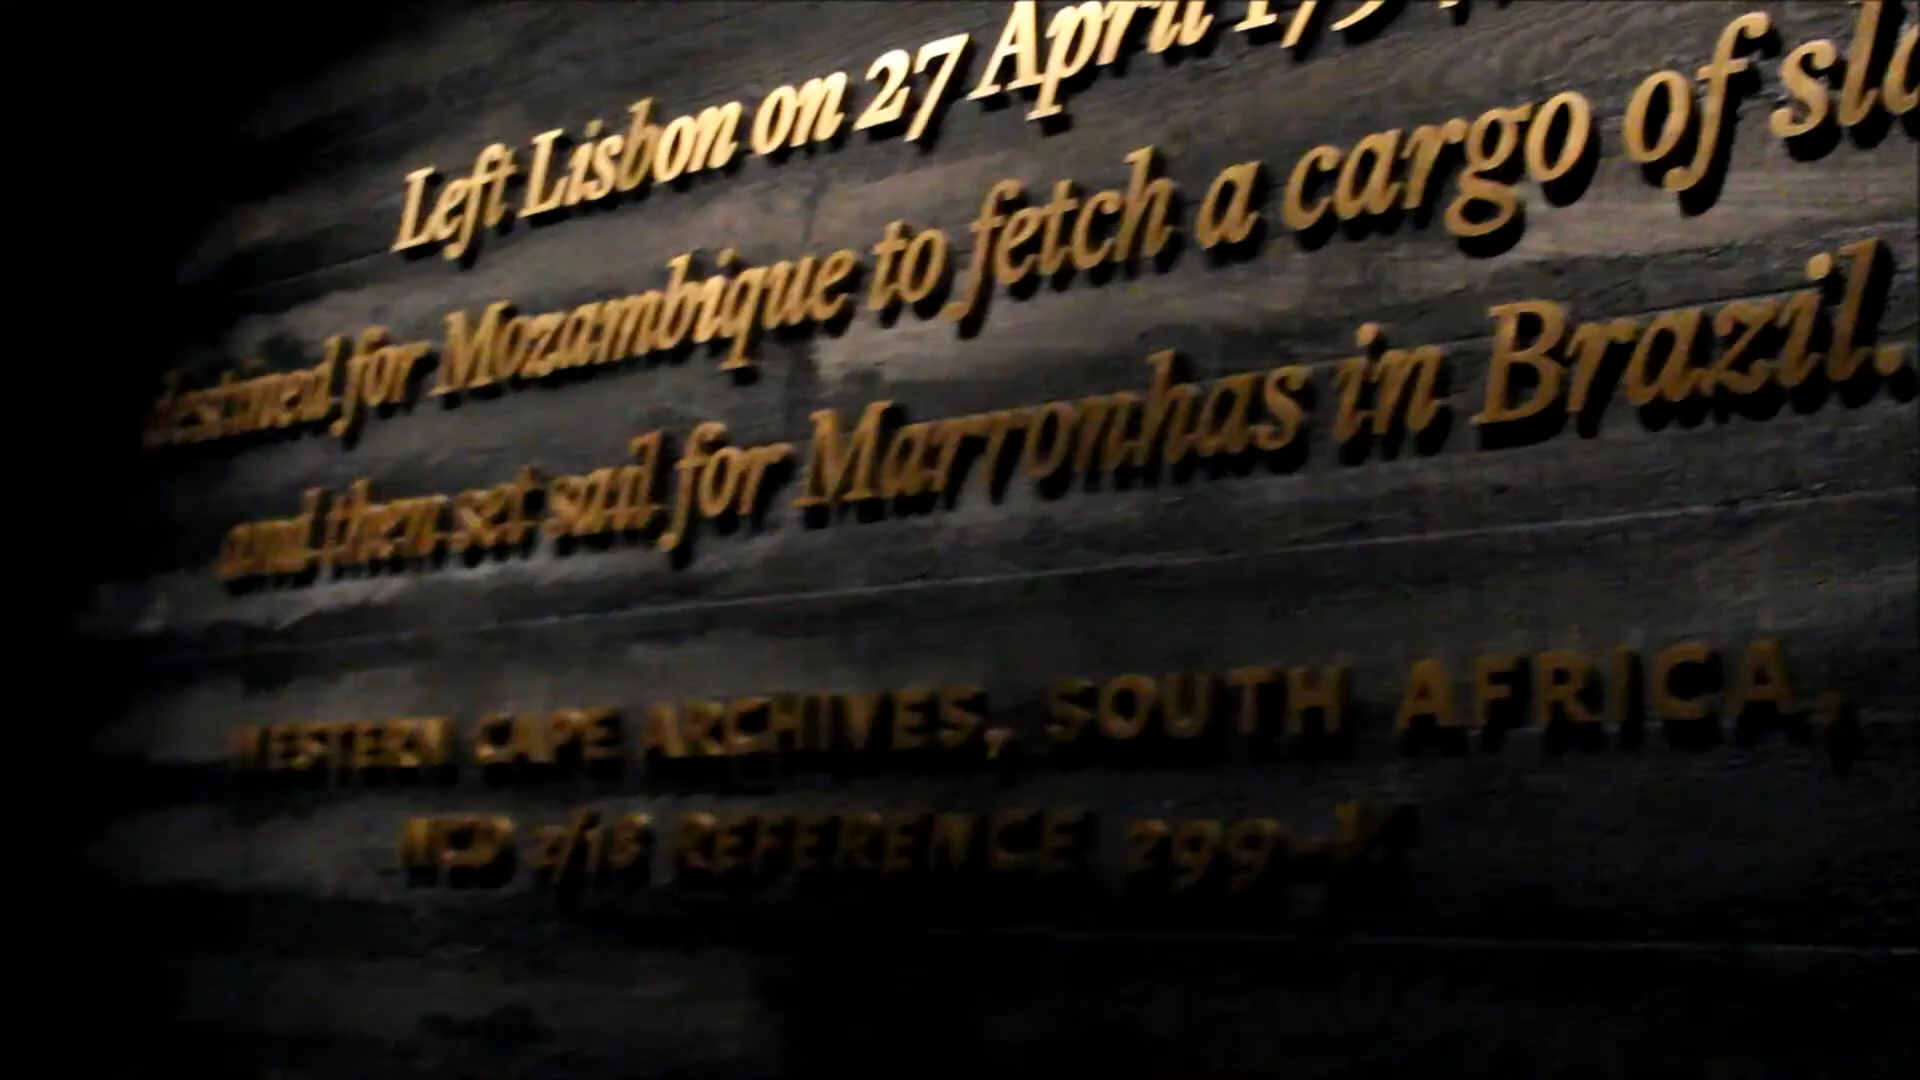 Left Lisbon on 27 April
destined for Mozambique to fetch a cargo of
and then set sail for Marronhas in Brazil.
WESTERN CAPE ARCHIVES, SOUTH AFRICA,
REFERENCE